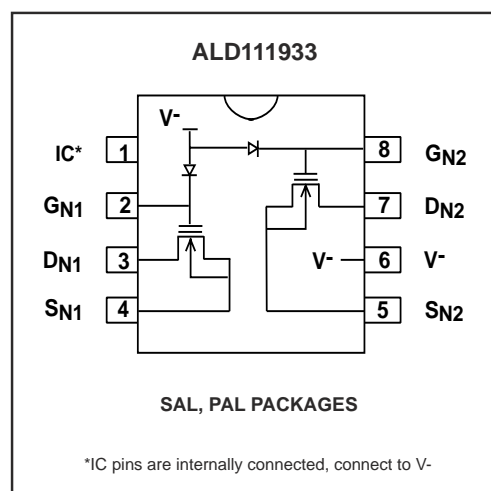 ALD111933
V-
IC* 1
8 GN2
GN1 2
7 DN2
DN1 3
V- 6 V-
SN1 4
5 SN2
SAL, PAL PACKAGES
*IC pins are internally connected, connect to V-